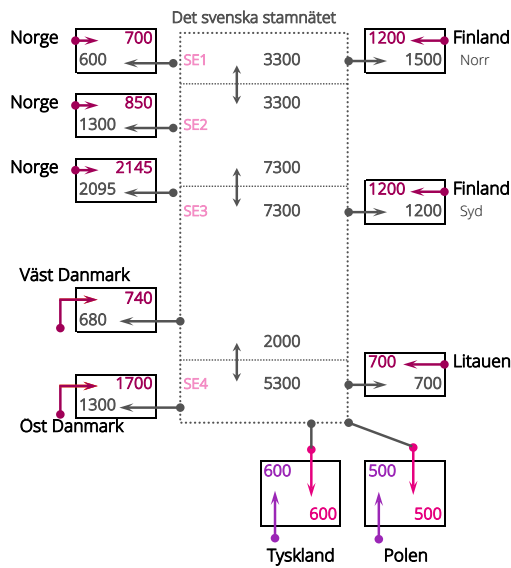 Det svenska stamnätet
Norge
700
600
SE1
3300
1200
1500
Finland
Norr
Norge
850
1300
SE2
3300
Norge
2145
2095
7300
SE3
7300
1200
1200
Finland
Syd
Väst Danmark
740
680
2000
1700
1300
SE4
5300
700
700
Litauen
Ost Danmark
600
600
500
500
Tyskland
Polen